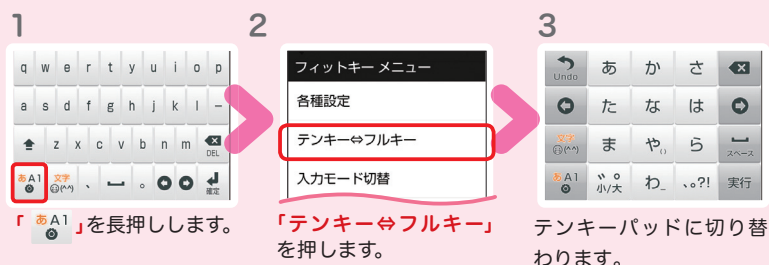 1
q w e r t y u i o p
a s d f g h j k l −
z x c v b n m DEL
あA1 文字 (^^) 、 。 確定
「あA1」を長押しします。
2
フィットキー メニュー
各種設定
テンキー⇔フルキー
入力モード切替
「テンキー⇔フルキー」
を押します。
3
Undo あ か さ
た な は
文字 (^^) ま や() ら スペース
あA1 ゛゜小/大 わ_ 、。?! 実行
テンキーパッドに切り替
わります。